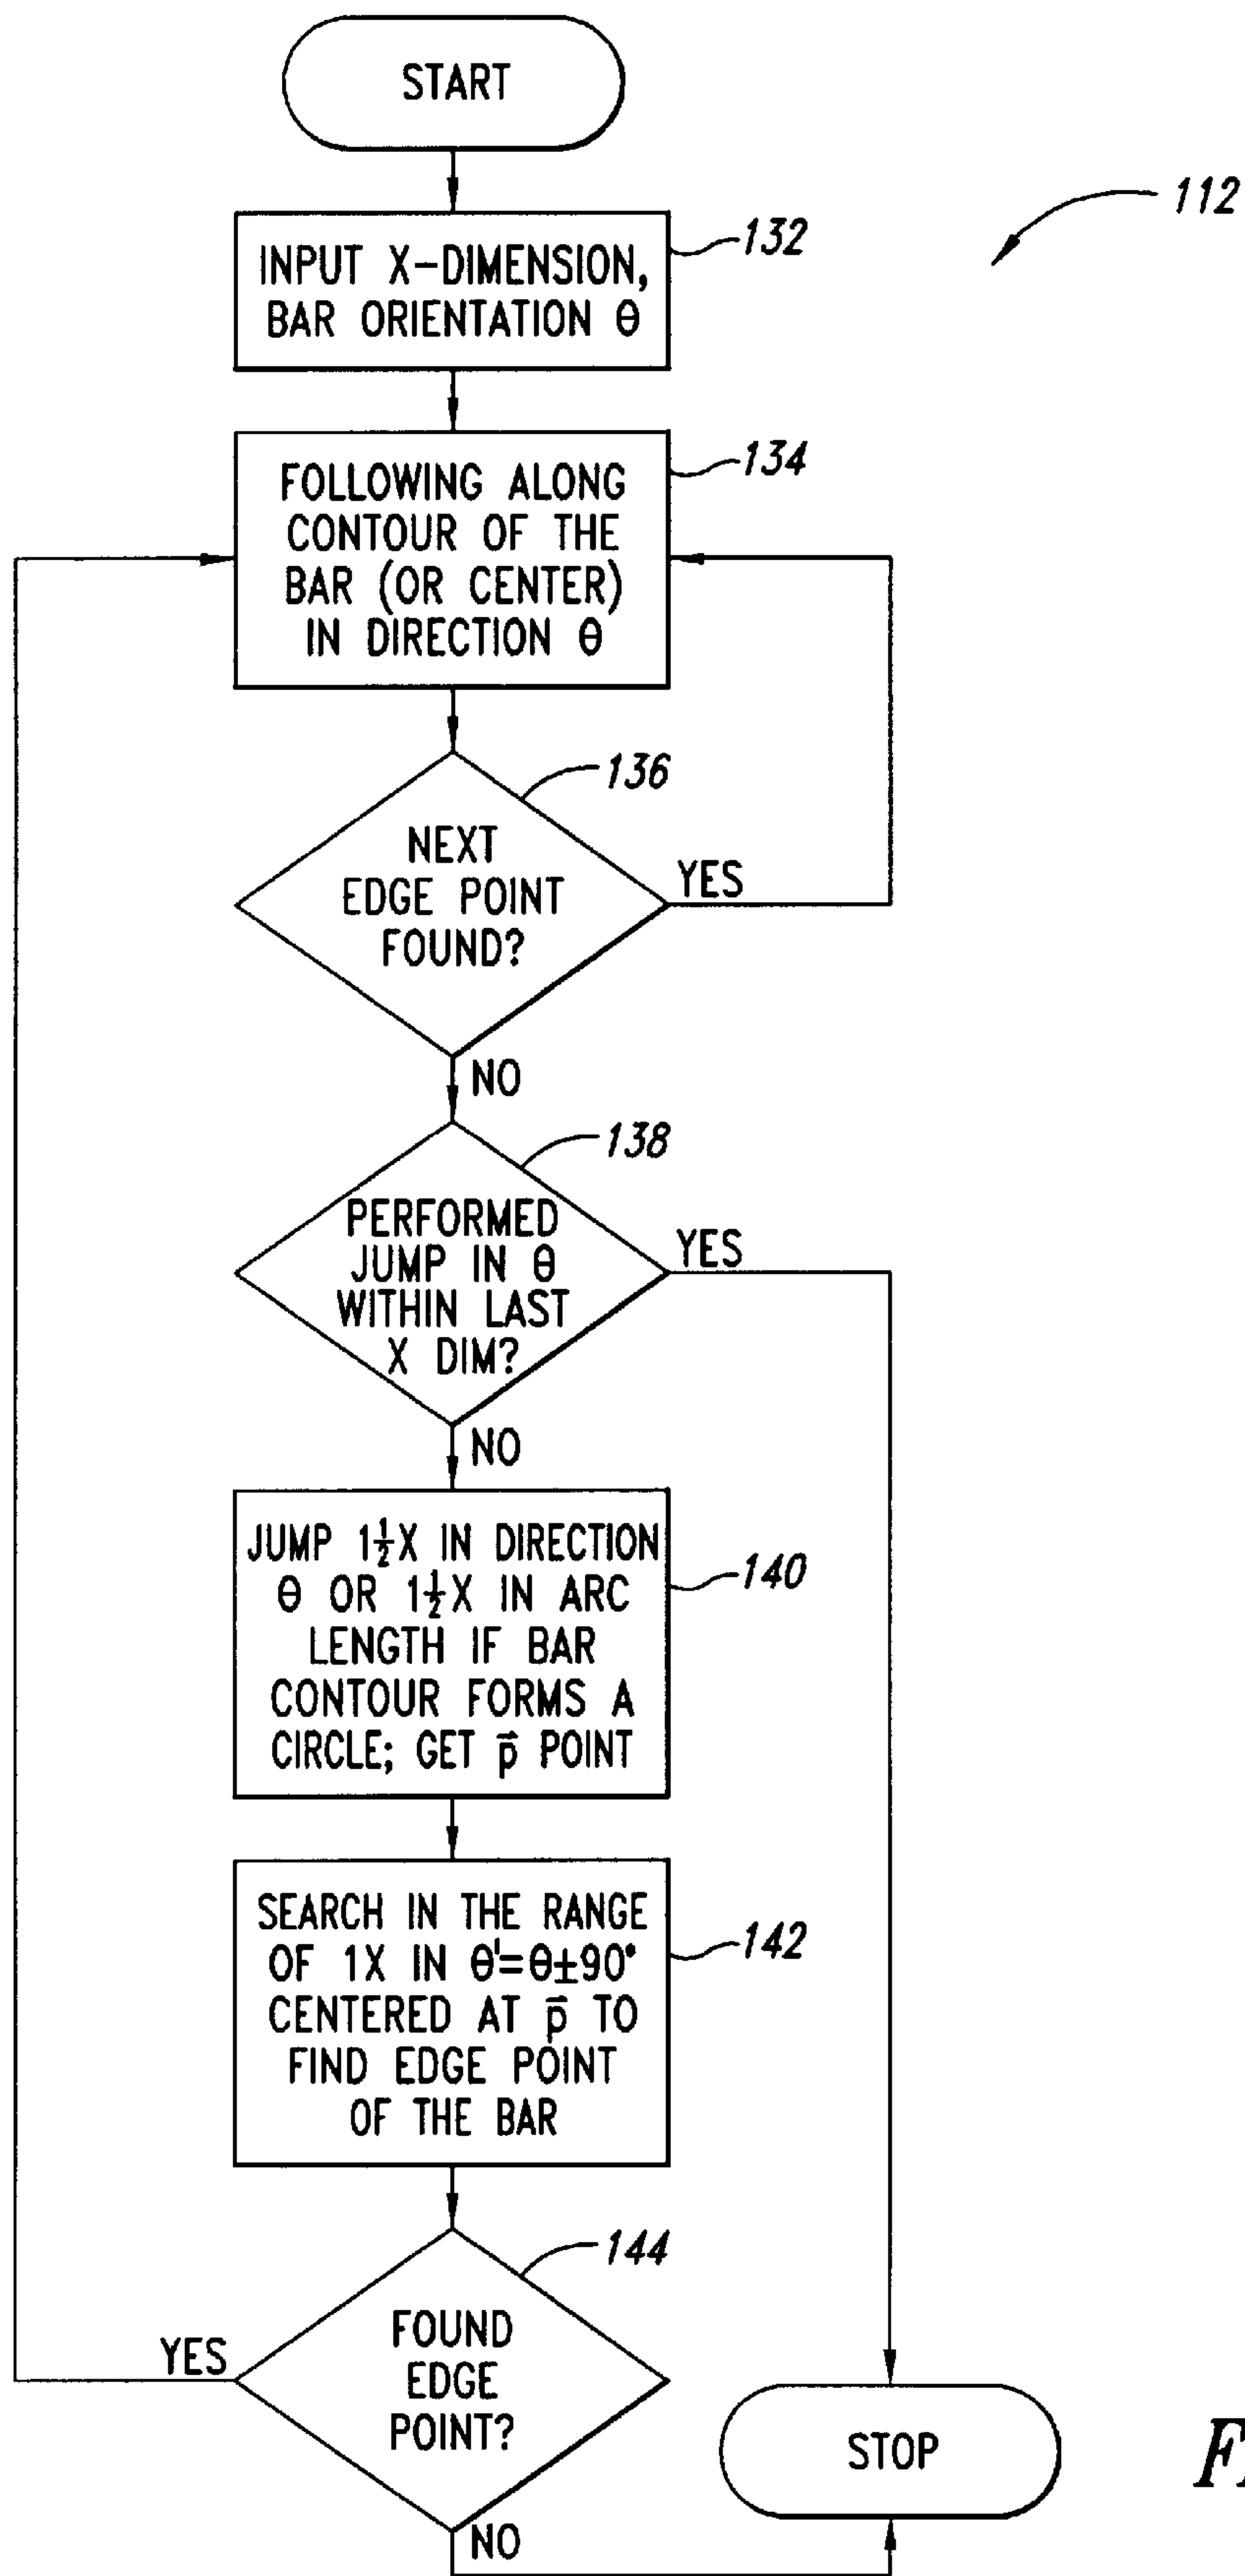 START
112
132
INPUT X-DIMENSION,
BAR ORIENTATION θ
134
FOLLOWING ALONG
CONTOUR OF THE
BAR (OR CENTER)
IN DIRECTION θ
136
NEXT
EDGE POINT
FOUND?
YES
NO
138
PERFORMED
JUMP IN θ
WITHIN LAST
X DIM?
YES
NO
140
JUMP 1½X IN DIRECTION
θ OR 1½X IN ARC
LENGTH IF BAR
CONTOUR FORMS A
CIRCLE; GET p⃗ POINT
142
SEARCH IN THE RANGE
OF 1X IN θ'=θ±90°
CENTERED AT p⃗ TO
FIND EDGE POINT
OF THE BAR
144
FOUND
EDGE
POINT?
YES
NO
STOP